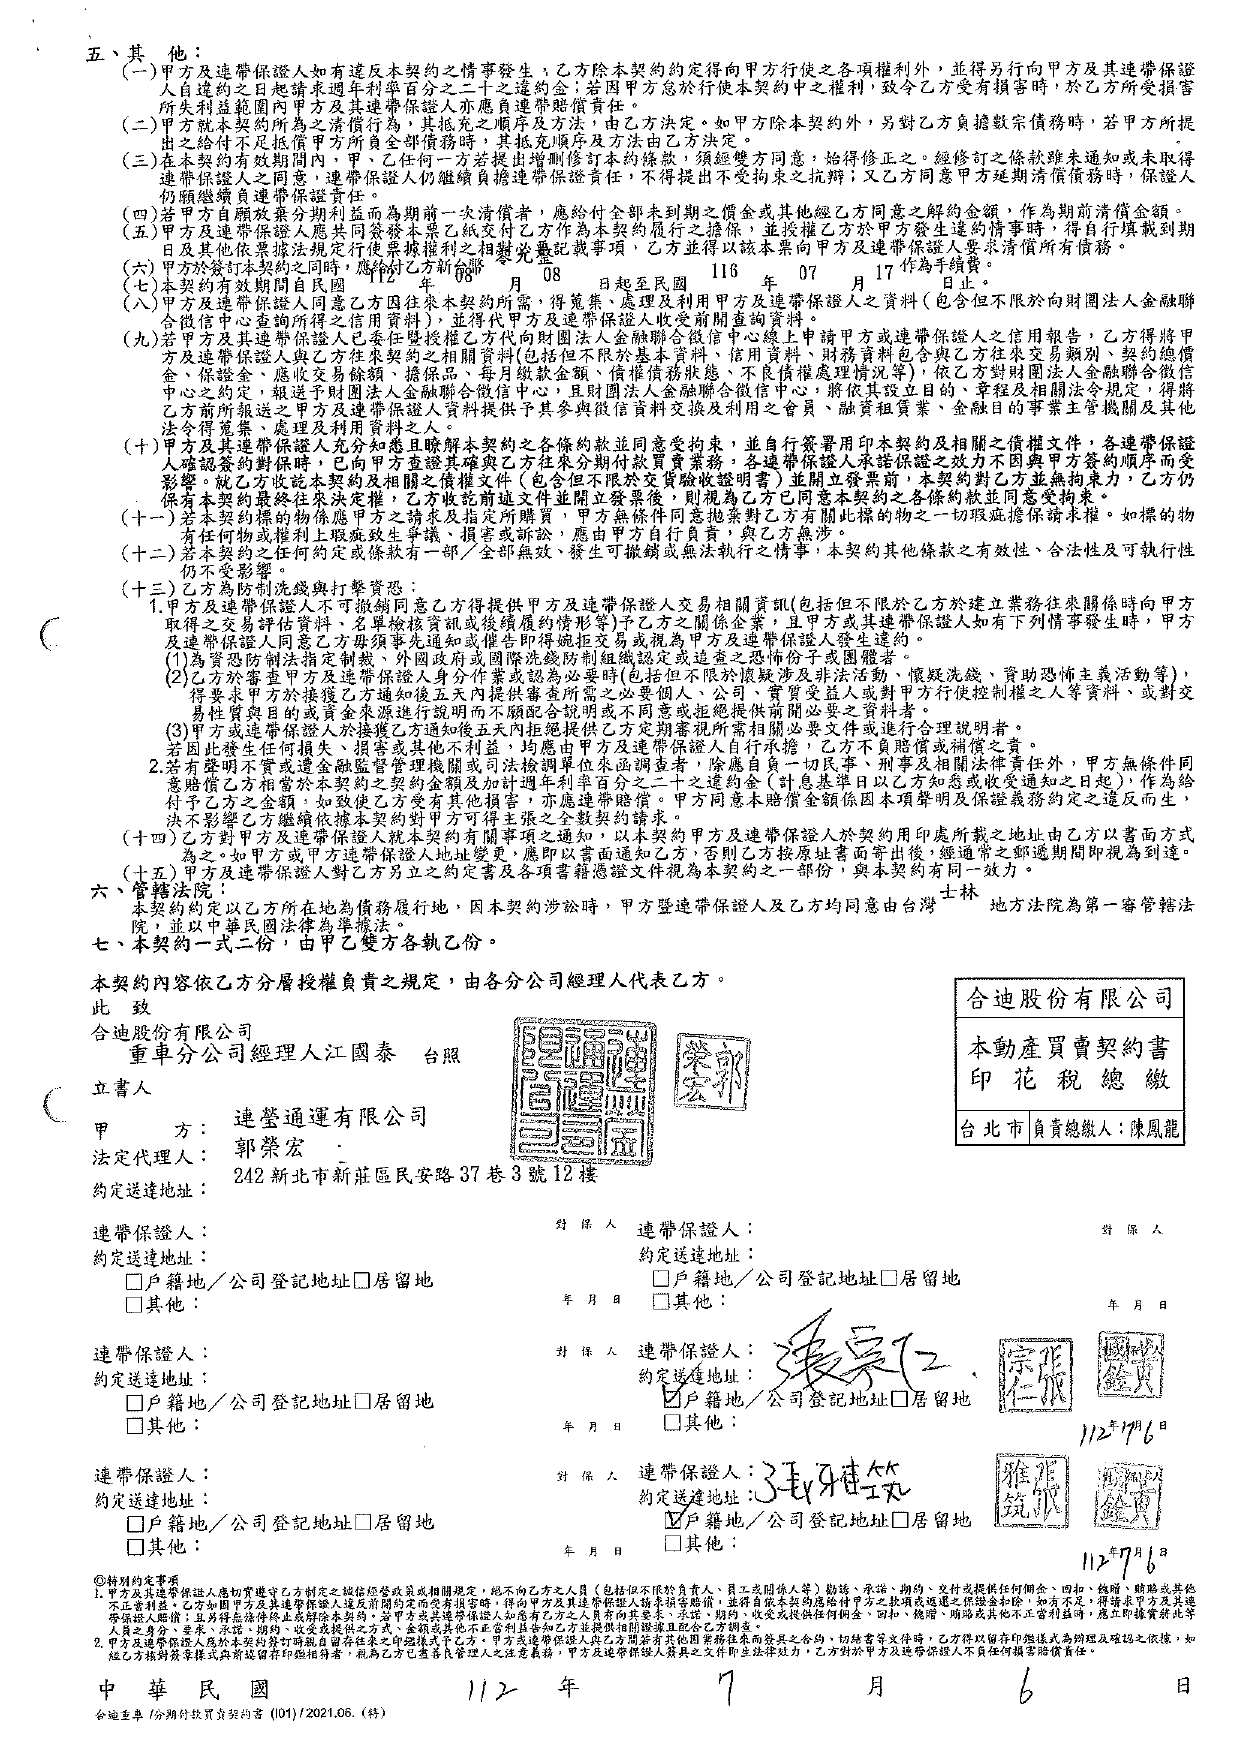 五、其　他：
(一)甲方及連帶保證人如有違反本契約之情事發生，乙方除本契約約定得向甲方行使之各項權利外，並得另行向甲方及其連帶保證
人自違約之日起請求週年利率百分之二十之違約金；若因甲方怠於行使本契約中之權利，致令乙方受有損害時，於乙方所受損害
所失利益範圍內甲方及其連帶保證人亦應負連帶賠償責任。
(二)甲方就本契約所為之清償行為，其抵充之順序及方法，由乙方決定。如甲方除本契約外，另對乙方負擔數宗債務時，若甲方所提
出之給付不足抵償甲方所負全部債務時，其抵充順序及方法由乙方決定。
(三)在本契約有效期間內，甲、乙任何一方若提出增刪修訂本約條款，須經雙方同意，始得修正之。經修訂之條款雖未通知或未取得
連帶保證人之同意，連帶保證人仍繼續負擔連帶保證責任，不得提出不受拘束之抗辯；又乙方同意甲方延期清償債務時，保證人
仍願繼續負連帶保證責任。
(四)若甲方自願放棄分期利益而為期前一次清償者，應給付全部未到期之價金或其他經乙方同意之解約金額，作為期前清償金額。
(五)甲方及連帶保證人應共同簽發本票乙紙交付乙方作為本契約履行之擔保，並授權乙方於甲方發生違約情事時，得自行填載到期
日及其他依票據法規定行使票據權利之相對必要記載事項，乙方並得以該本票向甲方及連帶保證人要求清償所有債務。
(六)甲方於簽訂本契約之同時，應給付乙方新台幣 零元整 作為手續費。
(七)本契約有效期間自民國 112 年 08 月 08 日起至民國 116 年 07 月 17 日止。
(八)甲方及連帶保證人同意乙方因往來本契約所需，得蒐集、處理及利用甲方及連帶保證人之資料(包含但不限於向財團法人金融聯
合徵信中心查詢所得之信用資料)，並得代甲方及連帶保證人收受前開查詢資料。
(九)若甲方及其連帶保證人已委任暨授權乙方代向財團法人金融聯合徵信中心線上申請甲方或連帶保證人之信用報告，乙方得將甲
方及連帶保證人與乙方往來契約之相關資料(包括但不限於基本資料、信用資料、財務資料包含與乙方往來交易類別、契約總價
金、保證金、應收交易餘額、擔保品、每月繳款金額、債權債務狀態、不良債權處理情況等)，依乙方對財團法人金融聯合徵信
中心之約定，報送予財團法人金融聯合徵信中心，且財團法人金融聯合徵信中心，將依其設立目的、章程及相關法令規定，得將
乙方前所報送之甲方及連帶保證人資料提供予其參與徵信資料交換及利用之會員、融資租賃業、金融目的事業主管機關及其他
法令得蒐集、處理及利用資料之人。
(十)甲方及其連帶保證人充分知悉且瞭解本契約之各條約款並同意受拘束，並自行簽署用印本契約及相關之債權文件，各連帶保證
人確認簽約對保時，已向甲方查證其確與乙方往來分期付款買賣業務，各連帶保證人承諾保證之效力不因與甲方簽約順序而受
影響。就乙方收訖本契約及相關之債權文件(包含但不限於交貨驗收證明書)並開立發票前，本契約對乙方並無拘束力，乙方仍
保有本契約最終往來決定權，乙方收訖前述文件並開立發票後，則視為乙方已同意本契約之各條約款並同意受拘束。
(十一)若本契約標的物係應甲方之請求及指定所購買，甲方無條件同意拋棄對乙方有關此標的物之一切瑕疵擔保請求權。如標的物
有任何物或權利上瑕疵致生爭議、損害或訴訟，應由甲方自行負責，與乙方無涉。
(十二)若本契約之任何約定或條款有一部／全部無效、發生可撤銷或無法執行之情事，本契約其他條款之有效性、合法性及可執行性
仍不受影響。
(十三)乙方為防制洗錢與打擊資恐：
1.甲方及連帶保證人不可撤銷同意乙方得提供甲方及連帶保證人交易相關資訊(包括但不限於乙方於建立業務往來關係時向甲方
取得之交易評估資料、名單檢核資訊或後續履約情形等)予乙方之關係企業，且甲方或其連帶保證人如有下列情事發生時，甲方
及連帶保證人同意乙方毋須事先通知或催告即得婉拒交易或視為甲方及連帶保證人發生違約。
(1)為資恐防制法指定制裁、外國政府或國際洗錢防制組織認定或追查之恐怖份子或團體者。
(2)乙方於審查甲方及連帶保證人身分作業或認為必要時(包括但不限於懷疑涉及非法活動、懷疑洗錢、資助恐怖主義活動等)，
得要求甲方於接獲乙方通知後五天內提供審查所需之必要個人、公司、實質受益人或對甲方行使控制權之人等資料、或對交
易性質與目的或資金來源進行說明而不願配合說明或不同意或拒絕提供前開必要之資料者。
(3)甲方或連帶保證人於接獲乙方通知後五天內拒絕提供乙方定期審視所需相關必要文件或進行合理說明者。
若因此發生任何損失、損害或其他不利益，均應由甲方及連帶保證人自行承擔，乙方不負賠償或補償之責。
2.若有聲明不實或遭金融監督管理機關或司法檢調單位來函調查者，除應自負一切民事、刑事及相關法律責任外，甲方無條件同
意賠償乙方相當於本契約之契約金額及加計週年利率百分之二十之違約金(計息基準日以乙方知悉或收受通知之日起)，作為給
付予乙方之金額，如致使乙方受有其他損害，亦應連帶賠償。甲方同意本賠償金額係因本項聲明及保證義務約定之違反而生，
決不影響乙方繼續依據本契約對甲方可得主張之全數契約請求。
(十四)乙方對甲方及連帶保證人就本契約有關事項之通知，以本契約甲方及連帶保證人於契約用印處所載之地址由乙方以書面方式
為之。如甲方或甲方連帶保證人地址變更，應即以書面通知乙方，否則乙方按原址書面寄出後，經通常之郵遞期間即視為到達。
(十五)甲方及連帶保證人對乙方另立之約定書及各項書籍憑證文件視為本契約之一部份，與本契約有同一效力。
六、管轄法院：
本契約約定以乙方所在地為債務履行地，因本契約涉訟時，甲方暨連帶保證人及乙方均同意由台灣 士林 地方法院為第一審管轄法
院，並以中華民國法律為準據法。
七、本契約一式二份，由甲乙雙方各執乙份。
本契約內容依乙方分層授權負責之規定，由各分公司經理人代表乙方。
此　致
合迪股份有限公司
重車分公司經理人江國泰　台照
合迪股份有限公司
本動產買賣契約書
印花稅總繳
台北市 負責總繳人：陳鳳龍
郭榮宏
立書人
甲　　方： 連瑩通運有限公司
法定代理人： 郭榮宏
約定送達地址： 242 新北市新莊區民安路 37 巷 3 號 12 樓
連帶保證人：　對保人　連帶保證人：　對保人
約定送達地址：　約定送達地址：
□戶籍地／公司登記地址□居留地　□戶籍地／公司登記地址□居留地
□其他：　年月日　□其他：　年月日
連帶保證人：　對保人　連帶保證人：張宗仁　張宗仁
約定送達地址：　約定送達地址：
□戶籍地／公司登記地址□居留地　☑戶籍地／公司登記地址□居留地
□其他：　年月日　□其他：　112年7月6日
連帶保證人：　對保人　連帶保證人：張雅筑　張雅筑
約定送達地址：　約定送達地址：
□戶籍地／公司登記地址□居留地　☑戶籍地／公司登記地址□居留地
□其他：　年月日　□其他：　112年7月6日
◎特別約定事項
1.甲方及其連帶保證人應切實遵守乙方制定之誠信經營政策或相關規定，絕不向乙方之人員(包括但不限於負責人、員工或關係人等)勸誘、承諾、期約、交付或提供任何佣金、回扣、餽贈、賄賂或其他
不正當利益。乙方如因甲方及其連帶保證人違反前開約定而受有損害時，得向甲方及其連帶保證人請求損害賠償，並得自依本契約應給付甲方之款項或返還之保證金扣除，如有不足，得請求甲方及其連
帶保證人賠償；且另得無條件終止或解除本契約。若甲方或其連帶保證人知悉有乙方之人員有向其要求、承諾、期約、收受或提供任何佣金、回扣、餽贈、賄賂或其他不正當利益時，應立即據實將此等
人員之身分、要求、承諾、期約、收受或提供之方式、金額或其他不正當利益告知乙方並提供相關證據且配合乙方調查。
2.甲方及連帶保證人應於本契約簽訂時親自留存往來之印鑑樣式予乙方。甲方或連帶保證人與乙方間若有其他因業務往來而簽具之合約、切結書等文件時，乙方得以留存印鑑樣式為辨理及確認之依據，如
經乙方核對簽章樣式與前述留存印鑑相符者，視為乙方已盡善良管理人之注意義務，甲方及連帶保證人簽具之文件即生法律效力，乙方對於甲方及連帶保證人不負任何損害賠償責任。
中華民國　112　年　7　月　6　日
合迪重車 /分期付款買賣契約書 (I01) / 2021.06. (特)